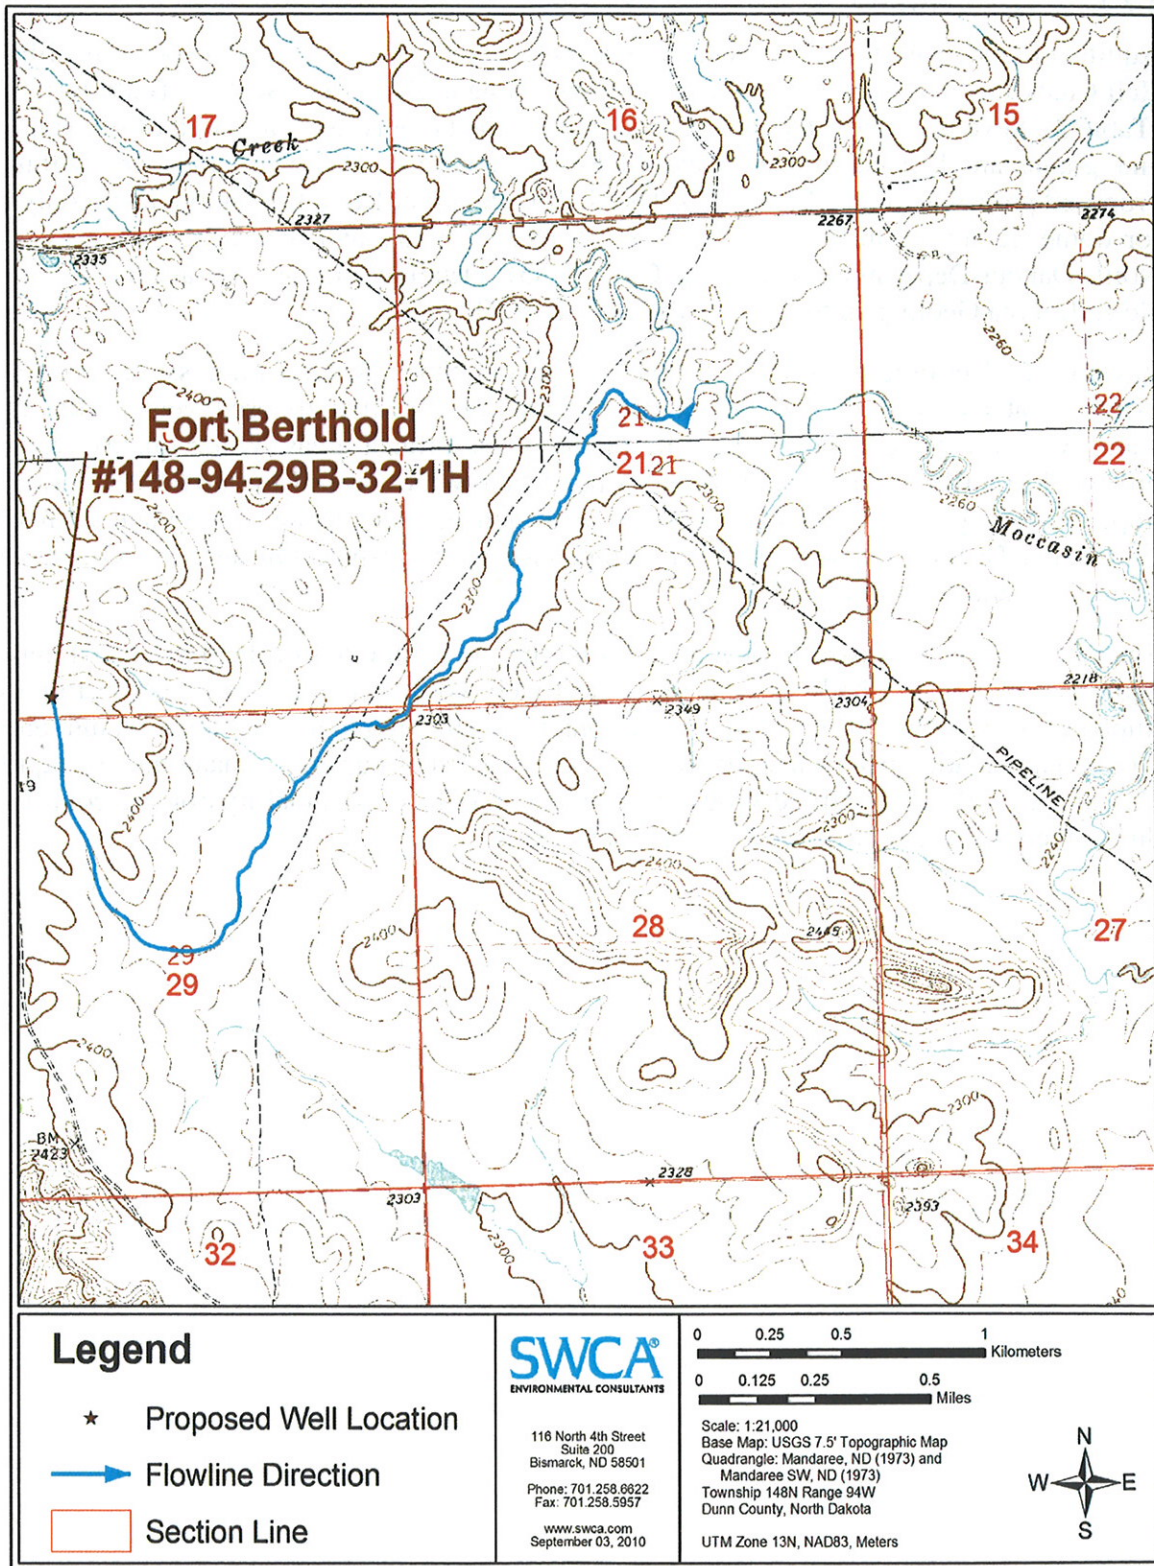 17
Creek
16
15
2300
2300
2327
2267
2274
2335
2300
2260
2400
22
Fort Berthold
21
22
#148-94-29B-32-1H
2121
2400
2300
2260
Moccasin
2300
2218
2303
2349
2304
19
PIPELINE
2400
2300
2240
2400
28
2445
27
2400
29
29
2400
2300
BM
2423
2328
2303
2393
32
2300
33
34
2400
Legend
Proposed Well Location
Flowline Direction
Section Line
SWCA®
ENVIRONMENTAL CONSULTANTS
116 North 4th Street
Suite 200
Bismarck, ND 58501
Phone: 701.258.6622
Fax: 701.258.5957
www.swca.com
September 03, 2010
0 0.25 0.5 1
Kilometers
0 0.125 0.25 0.5
Miles
Scale: 1:21,000
Base Map: USGS 7.5' Topographic Map
Quadrangle: Mandaree, ND (1973) and
Mandaree SW, ND (1973)
Township 148N Range 94W
Dunn County, North Dakota
UTM Zone 13N, NAD83, Meters
N
W E
S